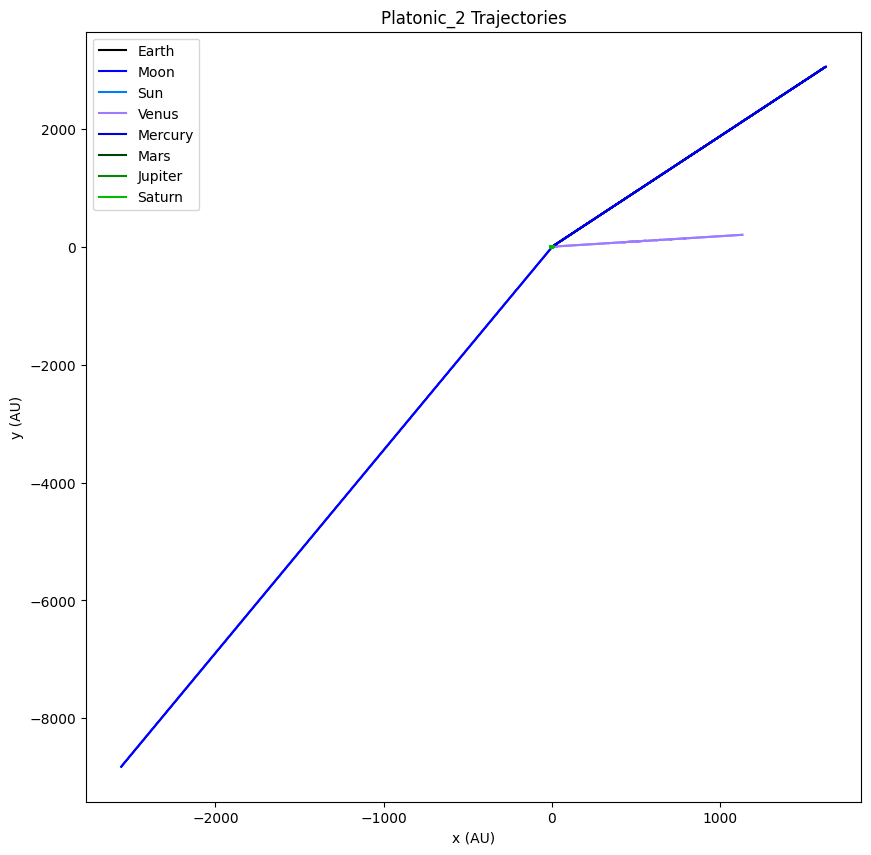 Platonic_2 Trajectories
Earth
Moon
Sun
Venus
Mercury
Mars
Jupiter
Saturn
2000
0
−2000
−4000
−6000
−8000
y (AU)
−2000
−1000
0
1000
x (AU)